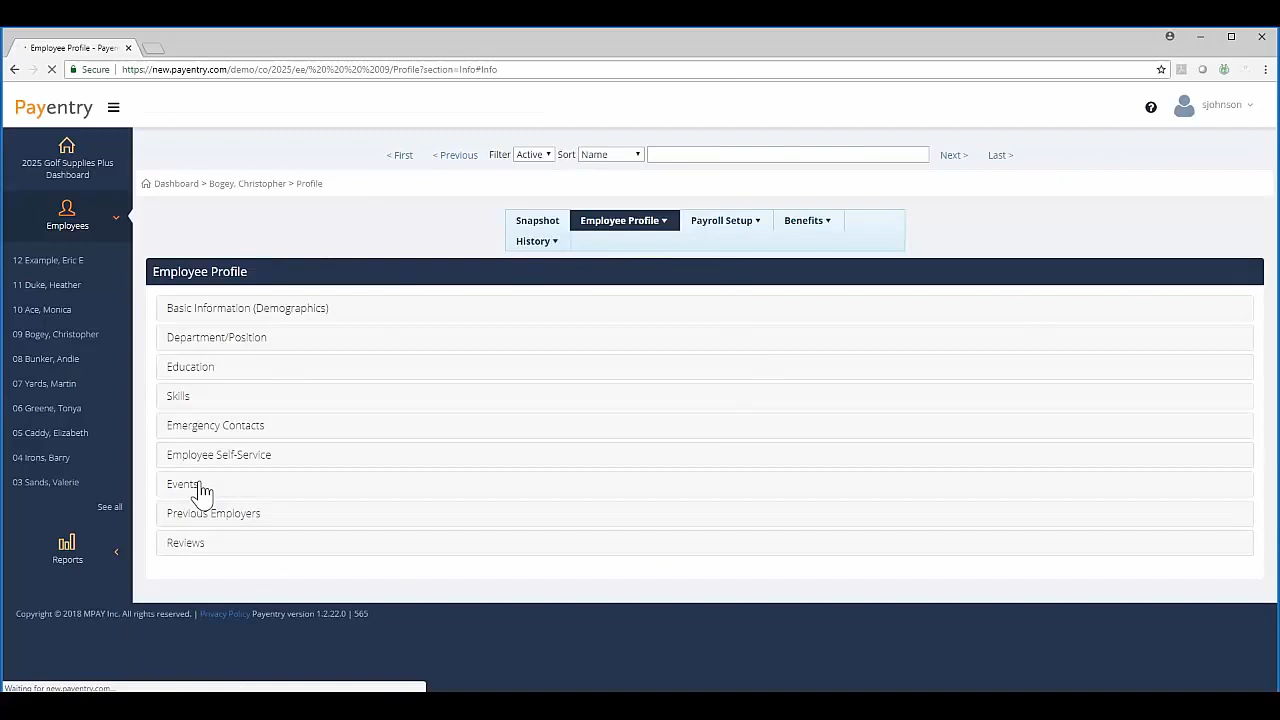 Employee Profile - Payen
Secure https://new.payentry.com/demo/co/2025/ee/%20%20%20%2009/Profile?section=Info#Info
Payentry
sjohnson
2025 Golf Supplies Plus
Dashboard
Employees
12 Example, Eric E
11 Duke, Heather
10 Ace, Monica
09 Bogey, Christopher
08 Bunker, Andie
07 Yards, Martin
06 Greene, Tonya
05 Caddy, Elizabeth
04 Irons, Barry
03 Sands, Valerie
See all
Reports
< First < Previous Filter Active Sort Name Next > Last >
Dashboard > Bogey, Christopher > Profile
Snapshot Employee Profile Payroll Setup Benefits
History
Employee Profile
Basic Information (Demographics)
Department/Position
Education
Skills
Emergency Contacts
Employee Self-Service
Events
Previous Employers
Reviews
Copyright © 2018 MPAY Inc. All rights reserved. | Privacy Policy Payentry version 1.2.22.0 | 565
Waiting for new.payentry.com...